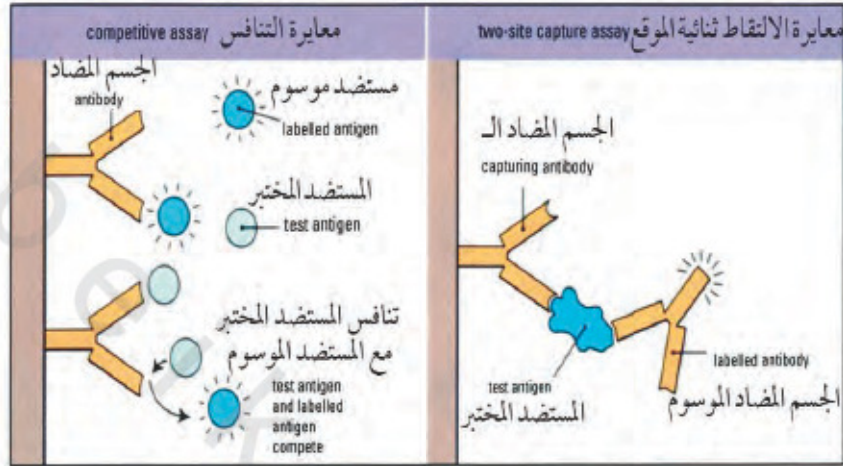 competitive assay معايرة التنافس
الجسم المضاد
antibody
مستضد موسوم
labelled antigen
المستضد المختبر
test antigen
تنافس المستضد المختبر
مع المستضد الموسوم
test antigen
and labelled
antigen
compete
two-site capture assay معايرة الالتقاط ثنائية الموقع
الجسم المضاد الـ
capturing antibody
test antigen
المستضد المختبر
labelled antibody
الجسم المضاد الموسوم